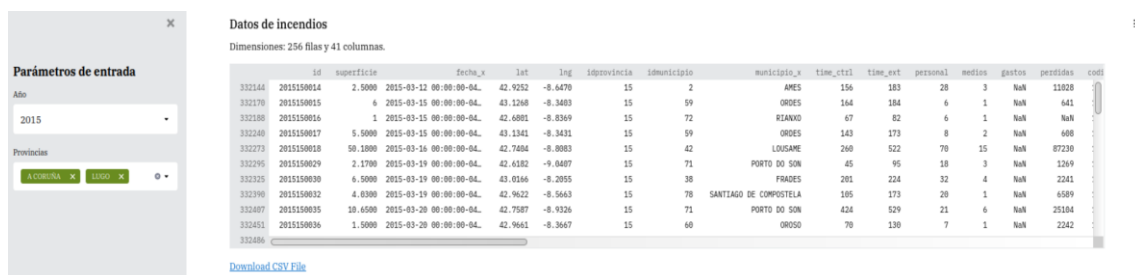 ×
Parámetros de entrada
Año
2015
Provincias
A CORUÑA × LUGO ×
Datos de incendios
Dimensiones: 256 filas y 41 columnas.
id superficie fecha_x lat lng idprovincia idmunicipio municipio_x time_ctrl time_ext personal medios gastos perdidas codi
332144 2015150014 2.5000 2015-03-12 00:00:00-04… 42.9252 -8.6470 15 2 AMES 156 183 28 3 NaN 11028
332170 2015150015 6 2015-03-15 00:00:00-04… 43.1268 -8.3403 15 59 ORDES 164 184 6 1 NaN 641
332188 2015150016 1 2015-03-15 00:00:00-04… 42.6801 -8.8369 15 72 RIANXO 67 82 6 1 NaN NaN
332240 2015150017 5.5000 2015-03-15 00:00:00-04… 43.1341 -8.3431 15 59 ORDES 143 173 8 2 NaN 608
332273 2015150018 50.1800 2015-03-16 00:00:00-04… 42.7404 -8.8083 15 42 LOUSAME 260 522 70 15 NaN 87230
332295 2015150029 2.1700 2015-03-19 00:00:00-04… 42.6182 -9.0407 15 71 PORTO DO SON 45 95 18 3 NaN 1269
332325 2015150030 6.5000 2015-03-19 00:00:00-04… 43.0166 -8.2055 15 38 FRADES 201 224 32 4 NaN 2241
332390 2015150032 4.0300 2015-03-19 00:00:00-04… 42.9622 -8.5663 15 78 SANTIAGO DE COMPOSTELA 105 173 20 1 NaN 6589
332407 2015150035 10.6500 2015-03-20 00:00:00-04… 42.7587 -8.9326 15 71 PORTO DO SON 424 529 21 6 NaN 25104
332451 2015150036 1.5000 2015-03-20 00:00:00-04… 42.9661 -8.3667 15 60 OROSO 70 130 7 1 NaN 2242
332486
Download CSV File